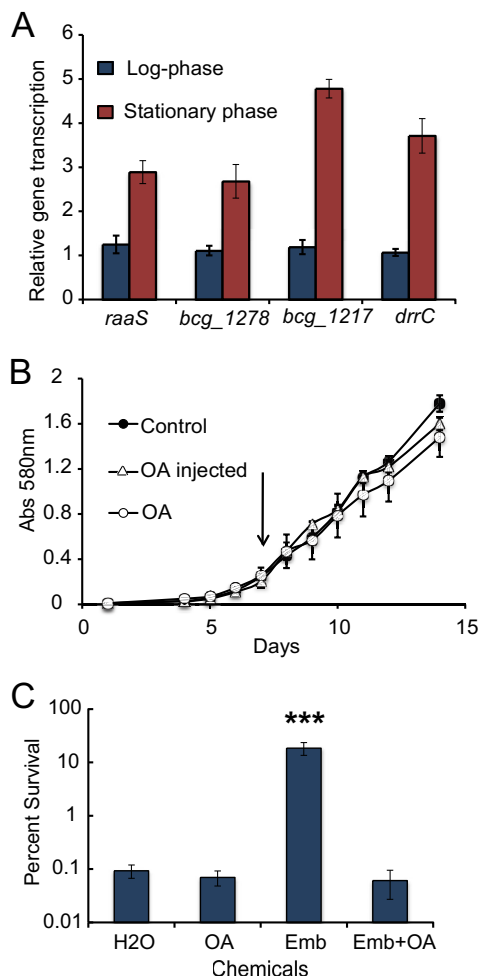 A
Relative gene transcription
6
5
4
3
2
1
0
Log-phase
Stationary phase
raaS
bcg_1278
bcg_1217
drrC
B
Abs 580nm
2
1.6
1.2
0.8
0.4
0
Control
OA injected
OA
0
5
10
15
Days
C
Percent Survival
100
10
1
0.1
0.01
***
H2O
OA
Emb
Emb+OA
Chemicals